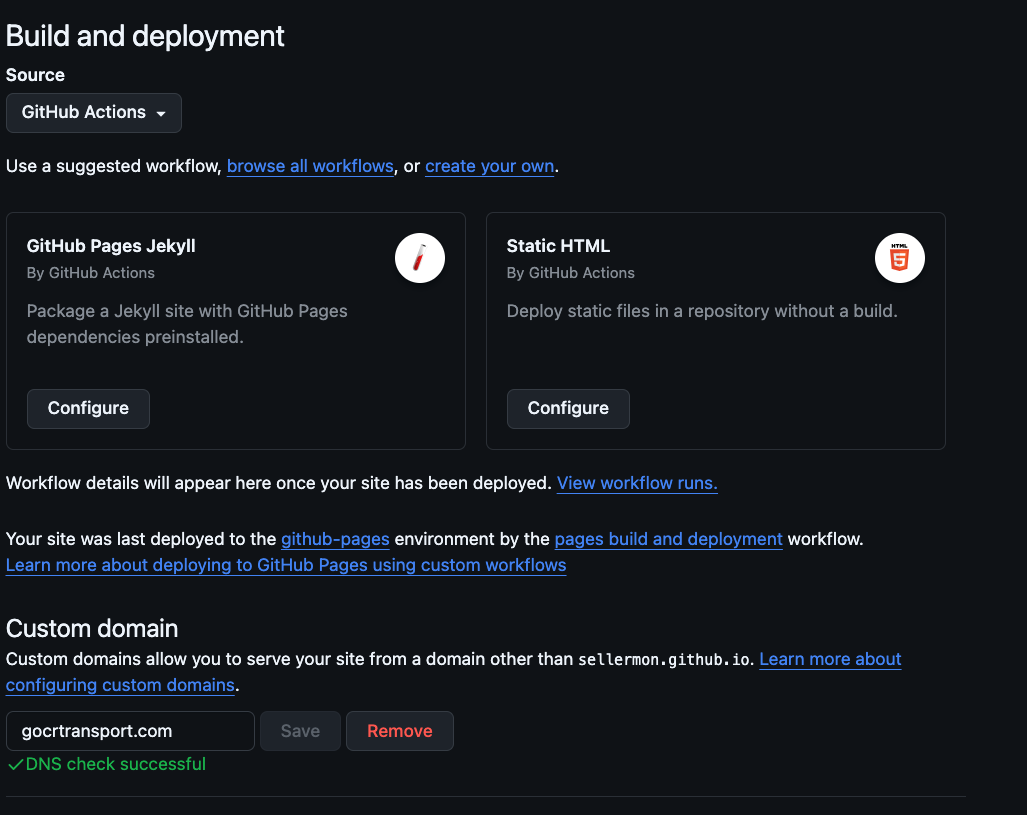 Build and deployment
Source
GitHub Actions
Use a suggested workflow, browse all workflows, or create your own.
GitHub Pages Jekyll
By GitHub Actions
Package a Jekyll site with GitHub Pages
dependencies preinstalled.
Configure
Static HTML
By GitHub Actions
Deploy static files in a repository without a build.
Configure
HTML
5
Workflow details will appear here once your site has been deployed. View workflow runs.
Your site was last deployed to the github-pages environment by the pages build and deployment workflow.
Learn more about deploying to GitHub Pages using custom workflows
Custom domain
Custom domains allow you to serve your site from a domain other than sellermon.github.io. Learn more about
configuring custom domains.
gocrtransport.com
Save
Remove
DNS check successful